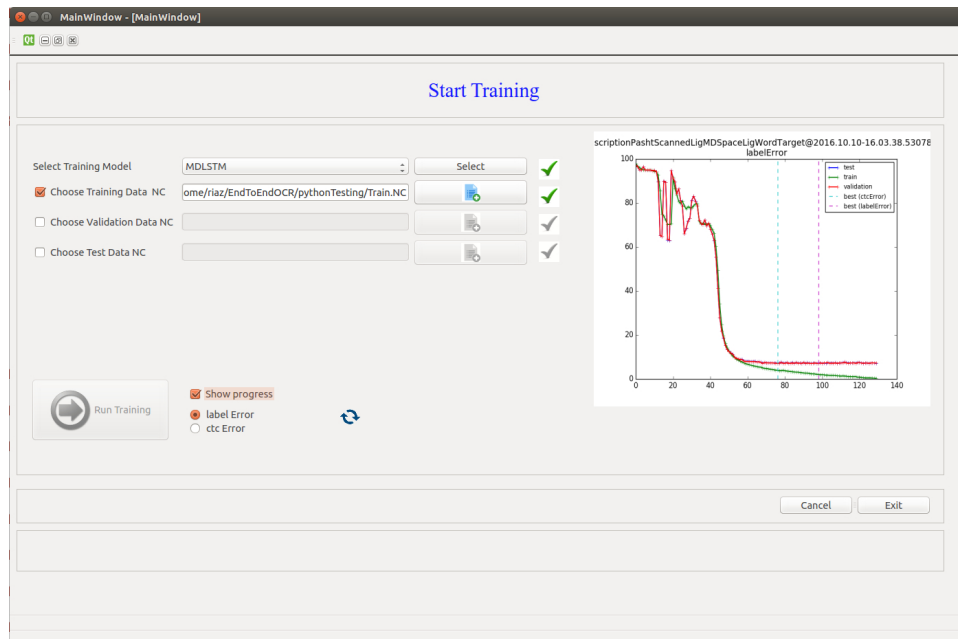 MainWindow - [MainWindow]
Qt
Start Training
Select Training Model
MDLSTM
Select
Choose Training Data NC
ome/riaz/EndToEndOCR/pythonTesting/Train.NC
Choose Validation Data NC
Choose Test Data NC
Run Training
Show progress
label Error
ctc Error
scriptionPashtScannedLigMDSpaceLigWordTarget@2016.10.10-16.03.38.53078
labelError
100
80
60
40
20
0
0 20 40 60 80 100 120 140
test
train
validation
best (ctcError)
best (labelError)
Cancel
Exit